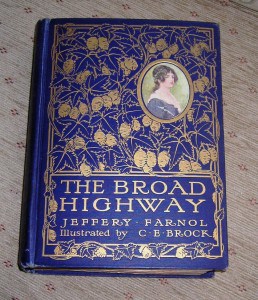 THE BROAD
HIGHWAY
JEFFERY · FARNOL
Illustrated by C·E·BROCK